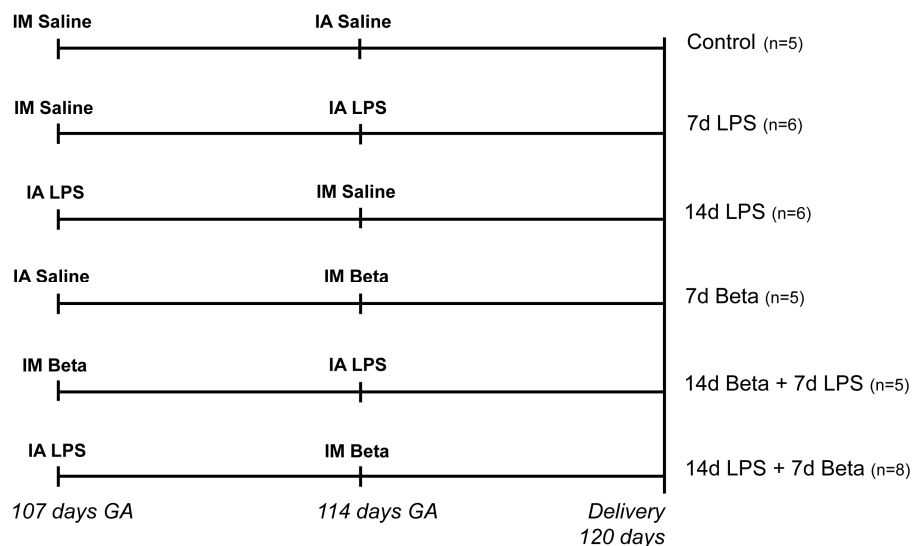 IM Saline IA Saline
Control (n=5)
IM Saline IA LPS
7d LPS (n=6)
IA LPS IM Saline
14d LPS (n=6)
IA Saline IM Beta
7d Beta (n=5)
IM Beta IA LPS
14d Beta + 7d LPS (n=5)
IA LPS IM Beta
14d LPS + 7d Beta (n=8)
107 days GA 114 days GA Delivery
120 days